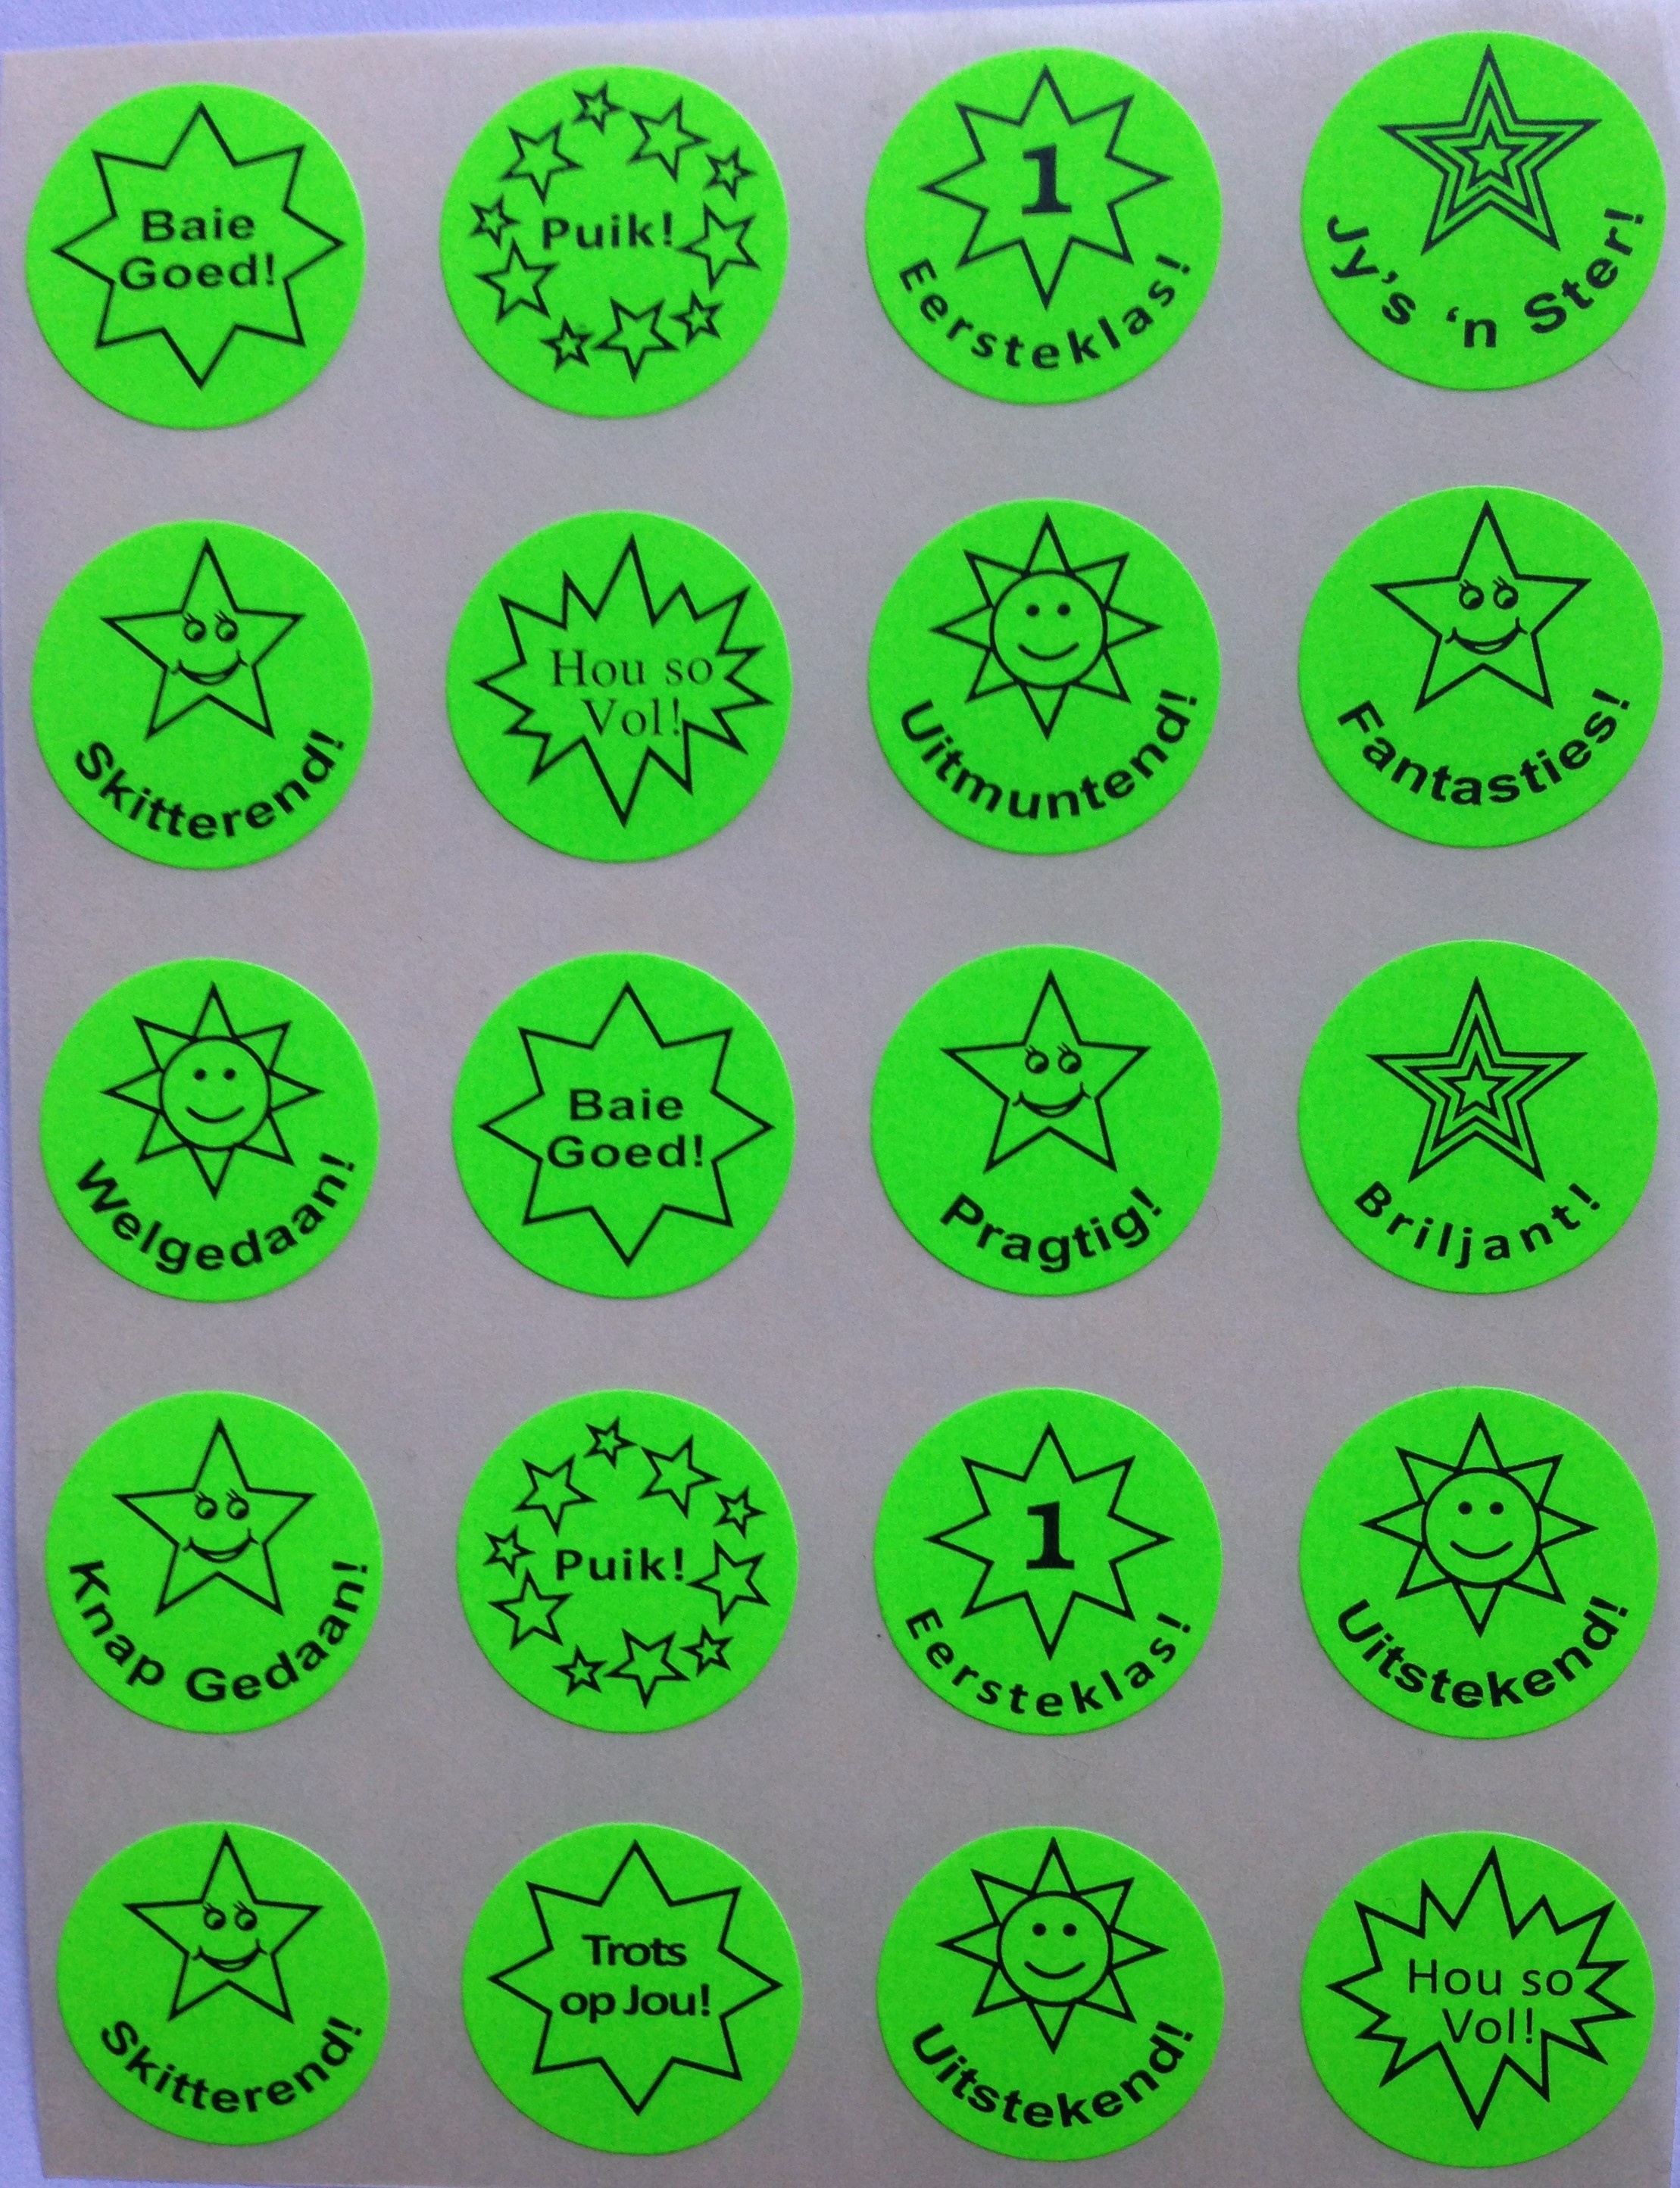 Baie
Goed!
Puik!
1
Eersteklas!
Jy's 'n Ster!
Skitterend!
Hou so
Vol!
Uitmuntend!
Fantasties!
Welgedaan!
Baie
Goed!
Pragtig!
Briljant!
Knap Gedaan!
Puik!
1
Eersteklas!
Uitstekend!
Skitterend!
Trots
op Jou!
Uitstekend!
Hou so
Vol!